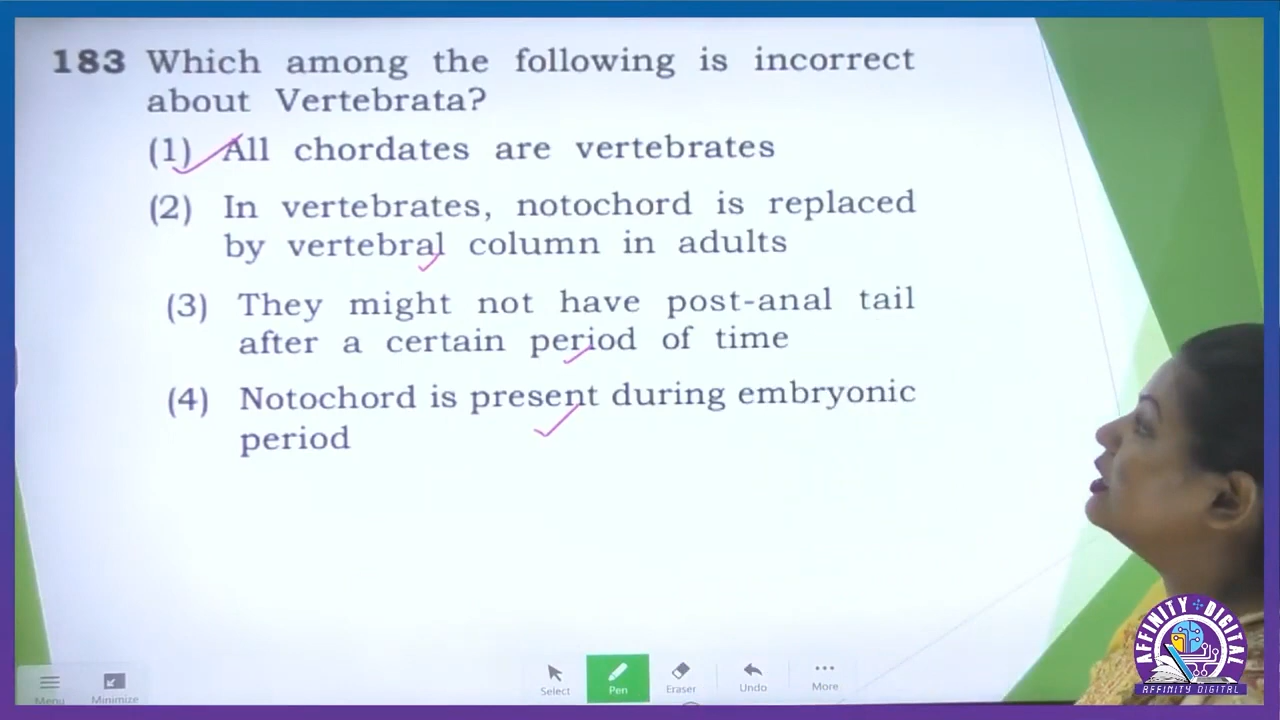 183 Which among the following is incorrect
about Vertebrata?
(1) All chordates are vertebrates
(2) In vertebrates, notochord is replaced
by vertebral column in adults
(3) They might not have post-anal tail
after a certain period of time
(4) Notochord is present during embryonic
period
Menu
Minimize
Select
Pen
Eraser
Undo
More
AFFINITY DIGITAL
AFFINITY DIGITAL